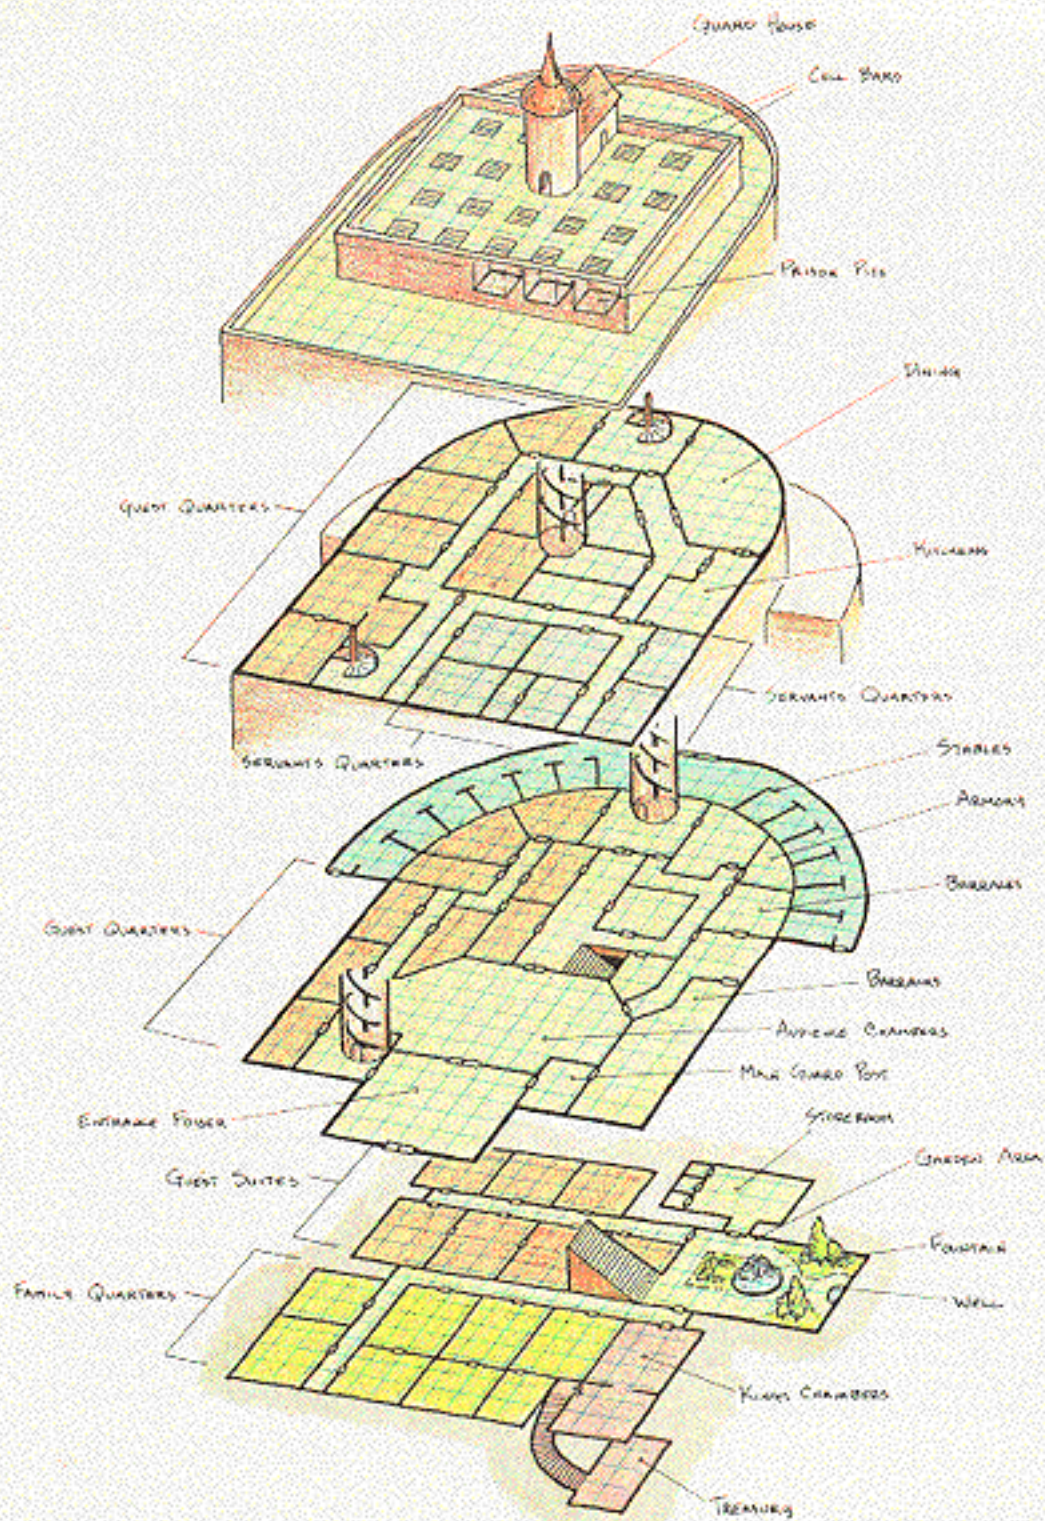 Guard House
Cell Bars
Prison Pits
Dining
Guest Quarters
Kitchens
Servants Quarters
Servants Quarters
Stables
Armory
Barracks
Guest Quarters
Barracks
Audience Chambers
Main Guard Post
Entrance Foyer
Storeroom
Garden Area
Guest Suites
Fountain
Family Quarters
Well
Kings Chambers
Treasury